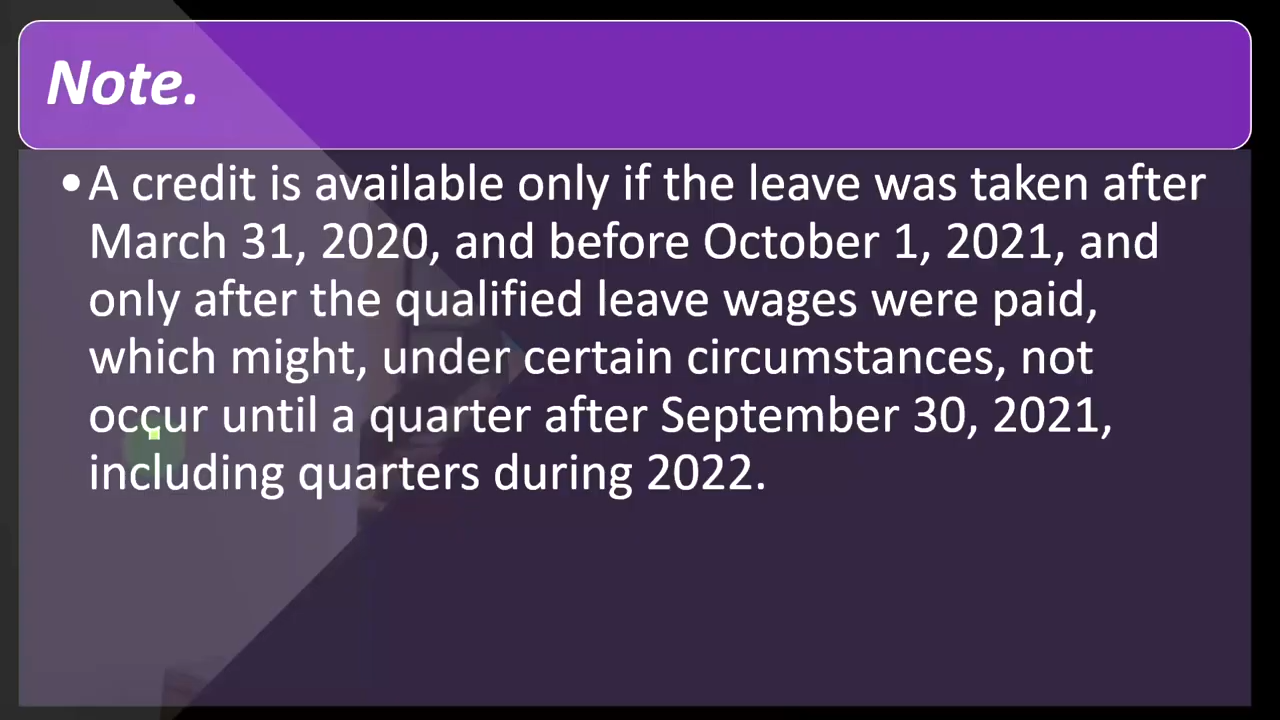 Note.
•A credit is available only if the leave was taken after
March 31, 2020, and before October 1, 2021, and
only after the qualified leave wages were paid,
which might, under certain circumstances, not
occur until a quarter after September 30, 2021,
including quarters during 2022.